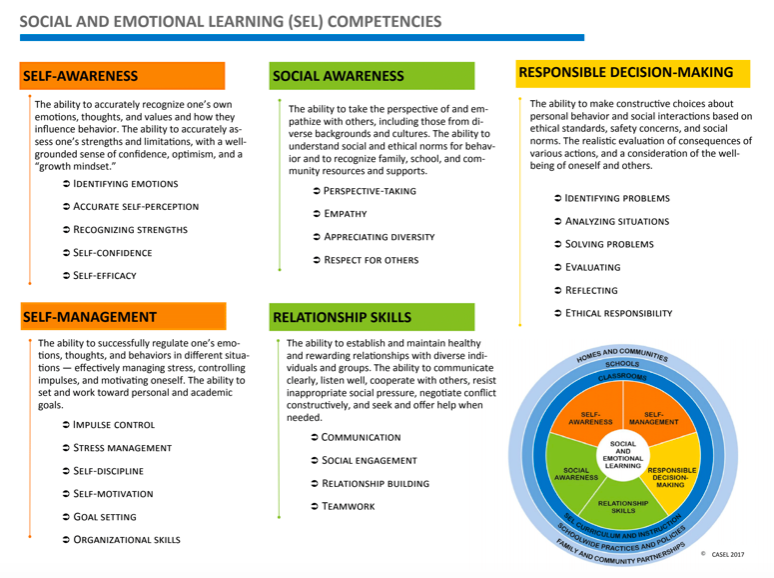 SOCIAL AND EMOTIONAL LEARNING (SEL) COMPETENCIES
SELF-AWARENESS
The ability to accurately recognize one's own
emotions, thoughts, and values and how they
influence behavior. The ability to accurately as-
sess one's strengths and limitations, with a well-
grounded sense of confidence, optimism, and a
"growth mindset."
➲ IDENTIFYING EMOTIONS
➲ ACCURATE SELF-PERCEPTION
➲ RECOGNIZING STRENGTHS
➲ SELF-CONFIDENCE
➲ SELF-EFFICACY
SELF-MANAGEMENT
The ability to successfully regulate one's emo-
tions, thoughts, and behaviors in different situa-
tions — effectively managing stress, controlling
impulses, and motivating oneself. The ability to
set and work toward personal and academic
goals.
➲ IMPULSE CONTROL
➲ STRESS MANAGEMENT
➲ SELF-DISCIPLINE
➲ SELF-MOTIVATION
➲ GOAL SETTING
➲ ORGANIZATIONAL SKILLS
SOCIAL AWARENESS
The ability to take the perspective of and em-
pathize with others, including those from di-
verse backgrounds and cultures. The ability to
understand social and ethical norms for behav-
ior and to recognize family, school, and com-
munity resources and supports.
➲ PERSPECTIVE-TAKING
➲ EMPATHY
➲ APPRECIATING DIVERSITY
➲ RESPECT FOR OTHERS
RELATIONSHIP SKILLS
The ability to establish and maintain healthy
and rewarding relationships with diverse indi-
viduals and groups. The ability to communicate
clearly, listen well, cooperate with others, resist
inappropriate social pressure, negotiate conflict
constructively, and seek and offer help when
needed.
➲ COMMUNICATION
➲ SOCIAL ENGAGEMENT
➲ RELATIONSHIP BUILDING
➲ TEAMWORK
RESPONSIBLE DECISION-MAKING
The ability to make constructive choices about
personal behavior and social interactions based on
ethical standards, safety concerns, and social
norms. The realistic evaluation of consequences of
various actions, and a consideration of the well-
being of oneself and others.
➲ IDENTIFYING PROBLEMS
➲ ANALYZING SITUATIONS
➲ SOLVING PROBLEMS
➲ EVALUATING
➲ REFLECTING
➲ ETHICAL RESPONSIBILITY
HOMES AND COMMUNITIES
SCHOOLS
CLASSROOMS
SELF-
AWARENESS
SELF-
MANAGEMENT
SOCIAL
AND
EMOTIONAL
LEARNING
SOCIAL
AWARENESS
RESPONSIBLE
DECISION-
MAKING
RELATIONSHIP
SKILLS
SEL CURRICULUM AND INSTRUCTION
SCHOOLWIDE PRACTICES AND POLICIES
FAMILY AND COMMUNITY PARTNERSHIPS
© CASEL 2017